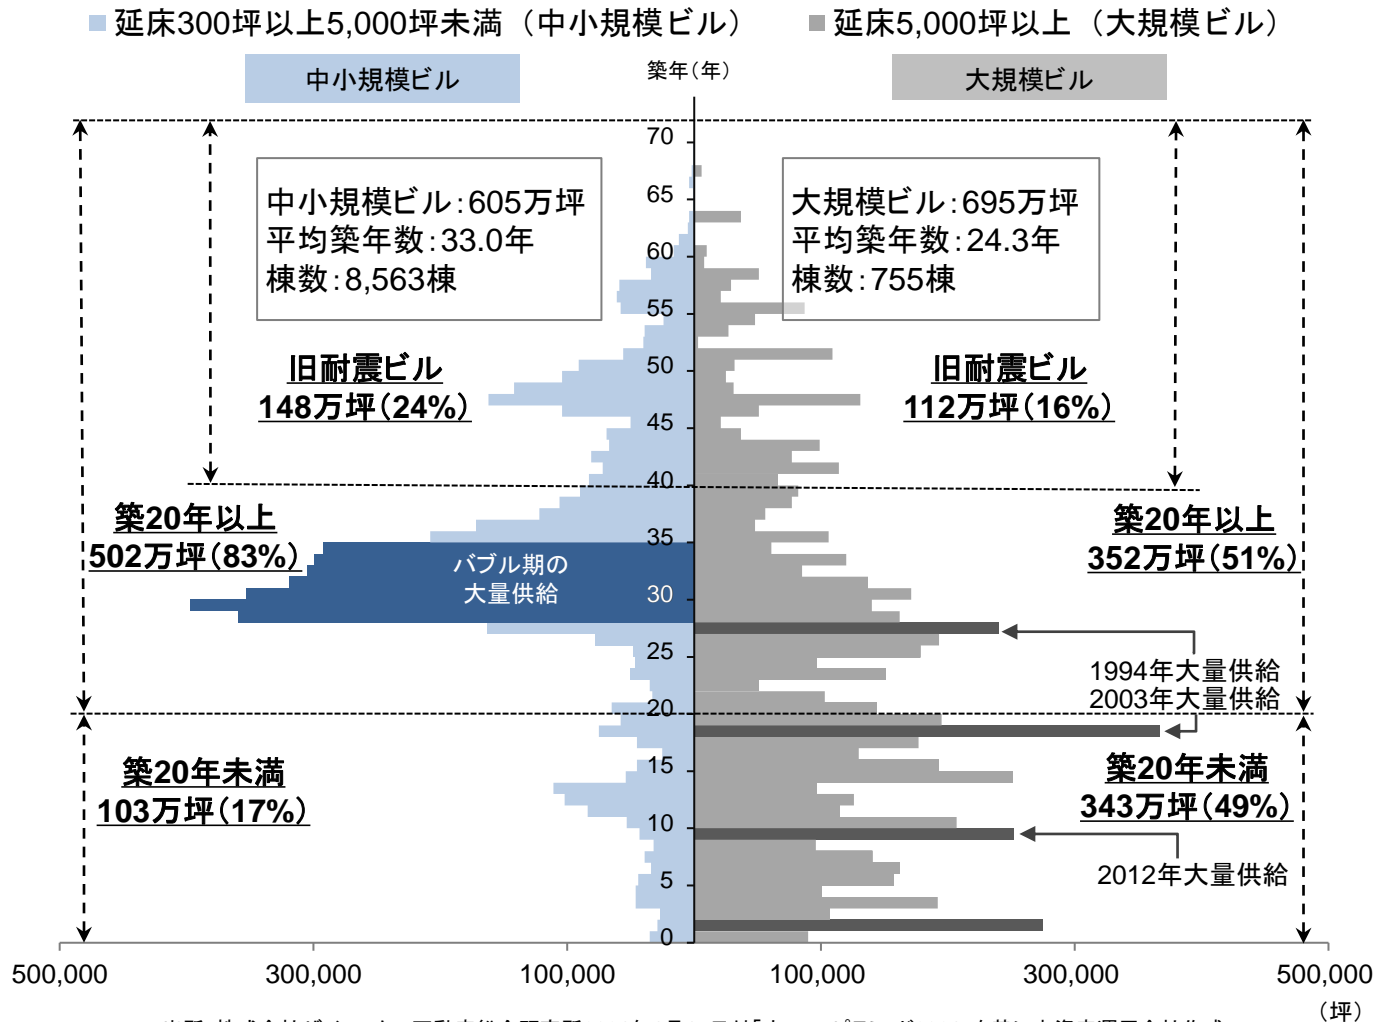 延床300坪以上5,000坪未満（中小規模ビル）
延床5,000坪以上（大規模ビル）
中小規模ビル
築年（年）
大規模ビル
70
65
60
55
50
45
40
35
30
25
20
15
10
5
0
中小規模ビル：605万坪
平均築年数：33.0年
棟数：8,563棟
大規模ビル：695万坪
平均築年数：24.3年
棟数：755棟
旧耐震ビル
148万坪（24%）
旧耐震ビル
112万坪（16%）
築20年以上
502万坪（83%）
バブル期の
大量供給
築20年以上
352万坪（51%）
1994年大量供給
2003年大量供給
築20年未満
103万坪（17%）
築20年未満
343万坪（49%）
2012年大量供給
500,000
300,000
100,000
100,000
300,000
500,000
（坪）